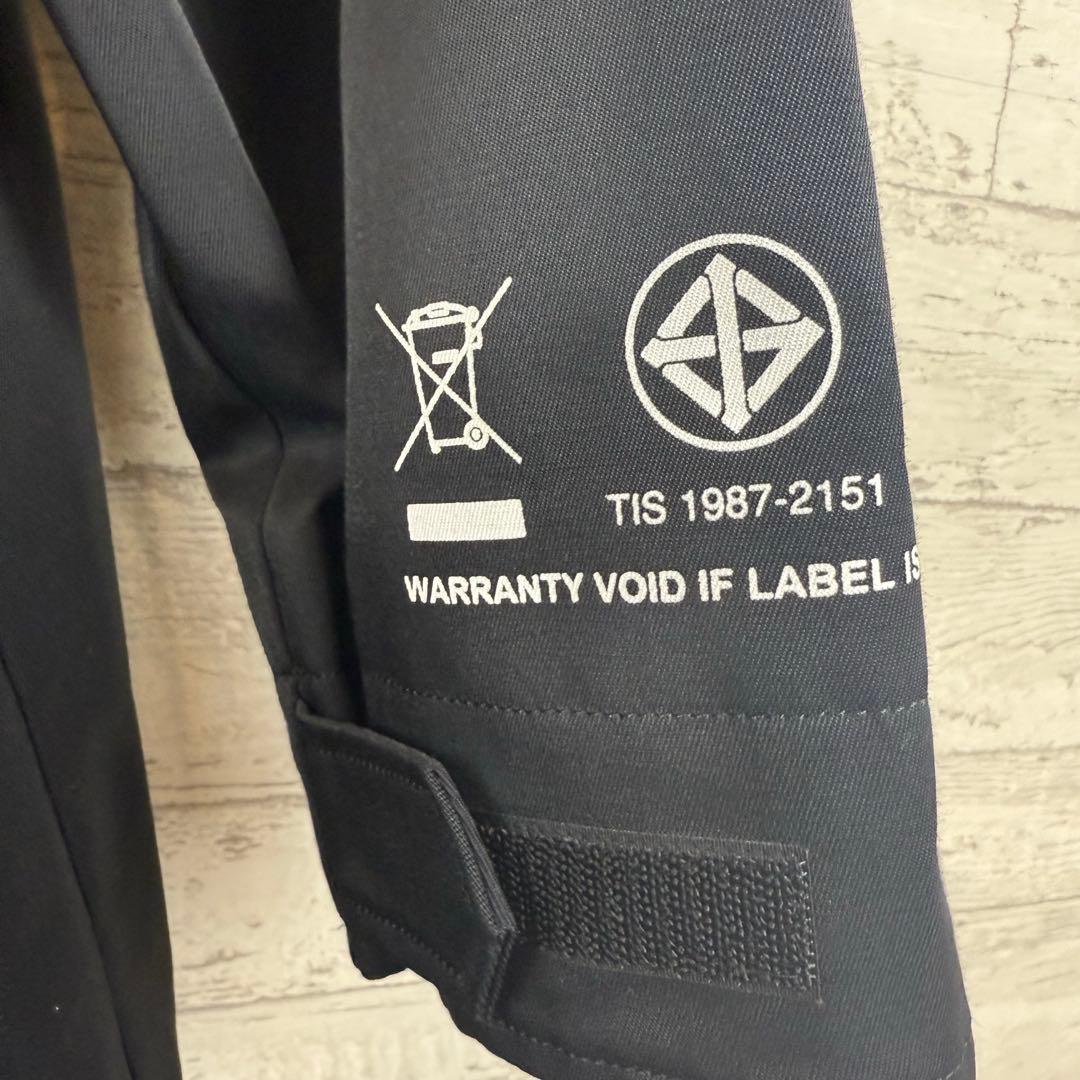 TIS 1987-2151
WARRANTY VOID IF LABEL IS